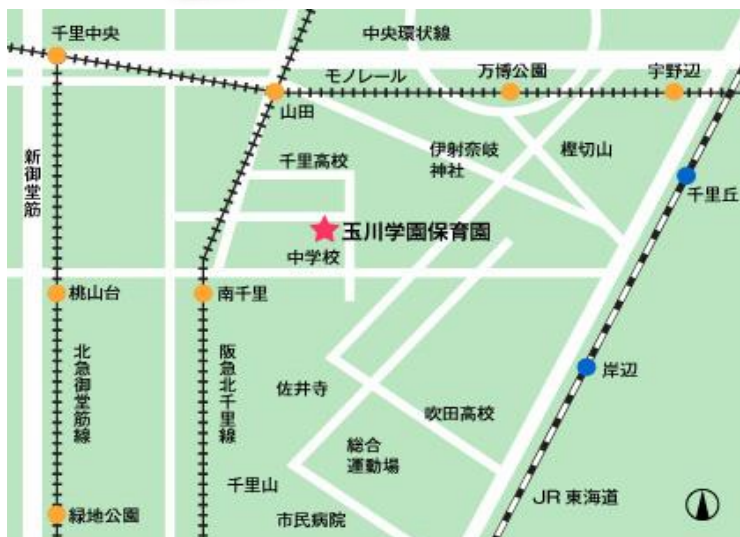 千里中央
中央環状線
モノレール
万博公園
宇野辺
山田
新御堂筋
千里高校
伊射奈岐
神社
樫切山
千里丘
玉川学園保育園
中学校
桃山台
南千里
北急御堂筋線
阪急北千里線
佐井寺
岸辺
吹田高校
総合
運動場
千里山
緑地公園
市民病院
JR東海道